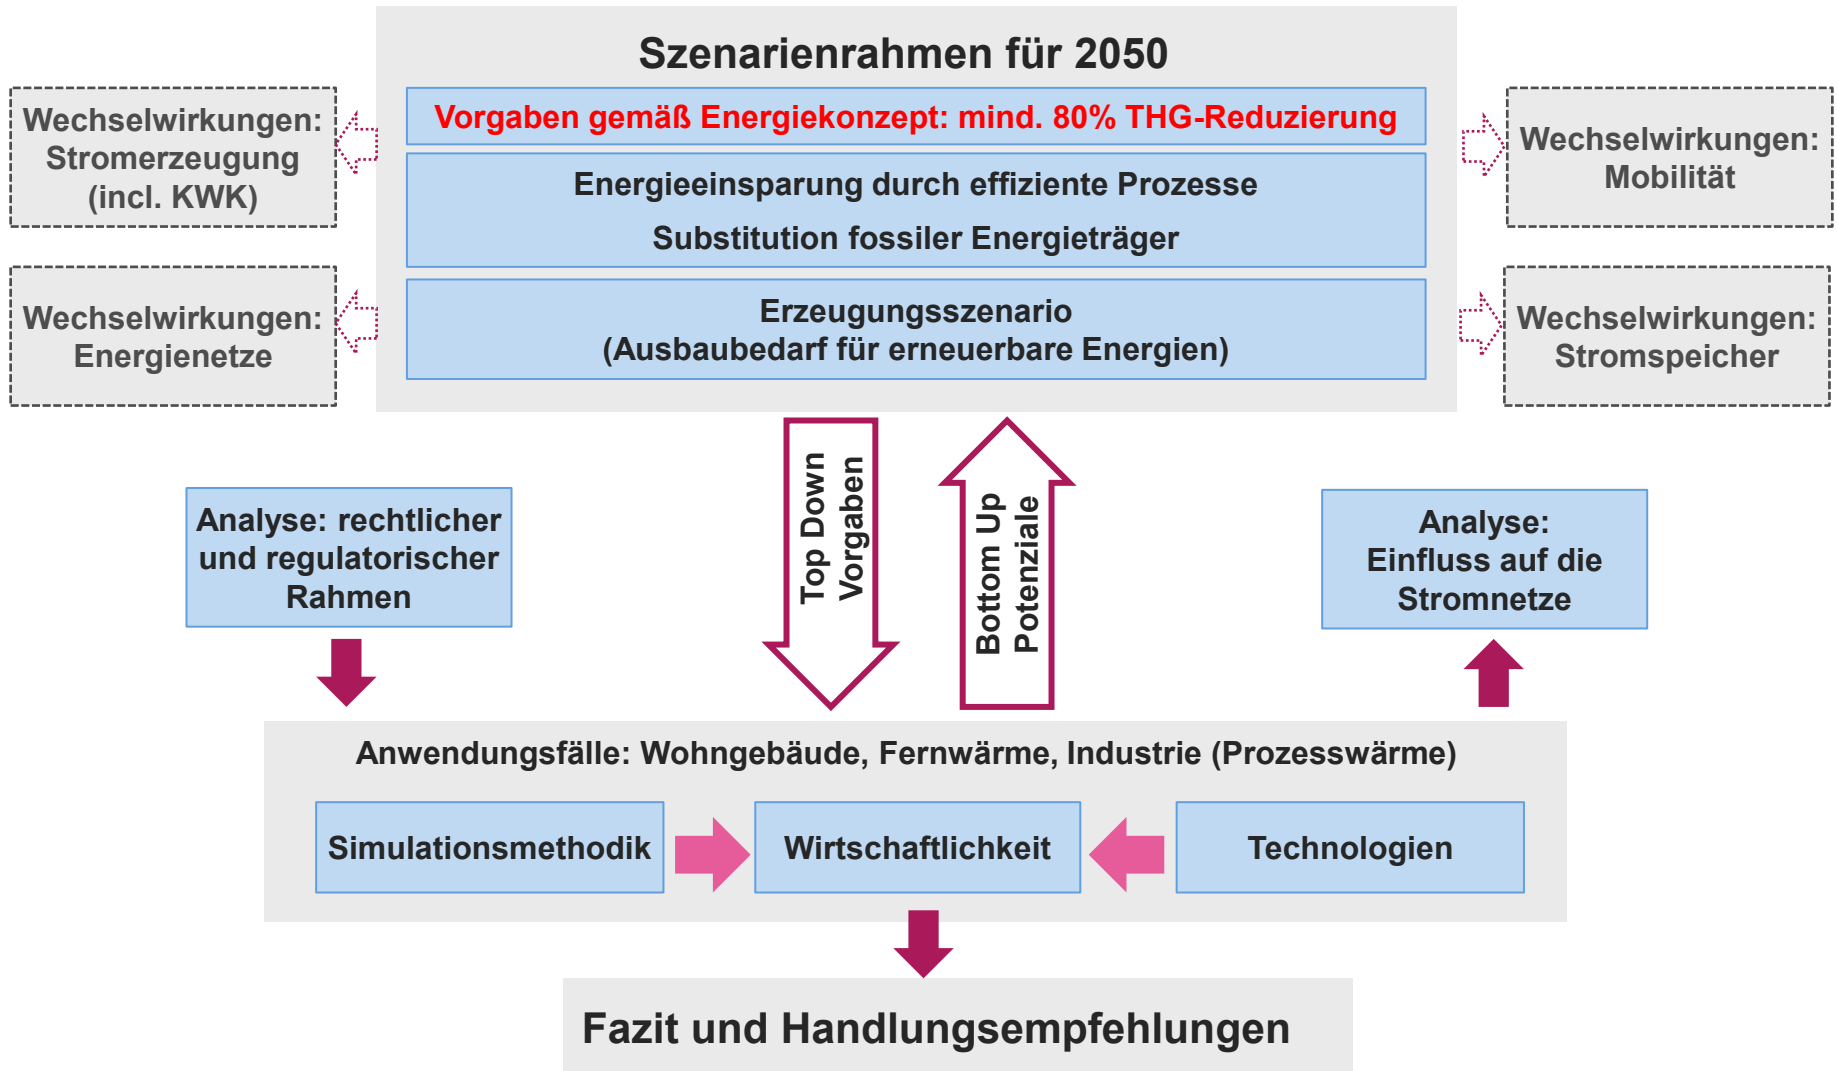 Szenarienrahmen für 2050
Vorgaben gemäß Energiekonzept: mind. 80% THG-Reduzierung
Energieeinsparung durch effiziente Prozesse
Substitution fossiler Energieträger
Erzeugungsszenario
(Ausbaubedarf für erneuerbare Energien)
Wechselwirkungen:
Stromerzeugung
(incl. KWK)
Wechselwirkungen:
Energienetze
Wechselwirkungen:
Mobilität
Wechselwirkungen:
Stromspeicher
Top Down
Vorgaben
Bottom Up
Potenziale
Analyse: rechtlicher
und regulatorischer
Rahmen
Analyse:
Einfluss auf die
Stromnetze
Anwendungsfälle: Wohngebäude, Fernwärme, Industrie (Prozesswärme)
Simulationsmethodik
Wirtschaftlichkeit
Technologien
Fazit und Handlungsempfehlungen